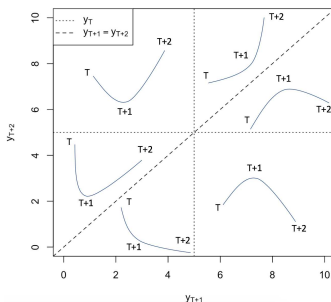 y_T
y_{T+1} = y_{T+2}
T
T+2
T+1
T+2
T+1
T
T+1
T
T+2
T
T+2
T+1
T
T+1
T+2
T+1
T
T+2
y_{T+2}
10
8
6
4
2
0
0
2
4
6
8
10
y_{T+1}